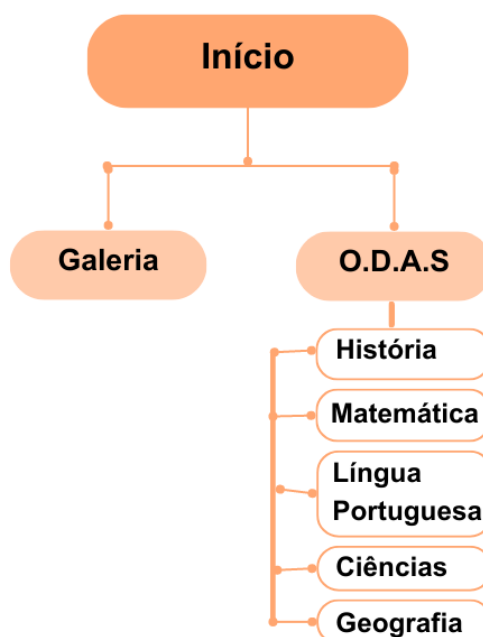 Início
Galeria
O.D.A.S
História
Matemática
Língua
Portuguesa
Ciências
Geografia